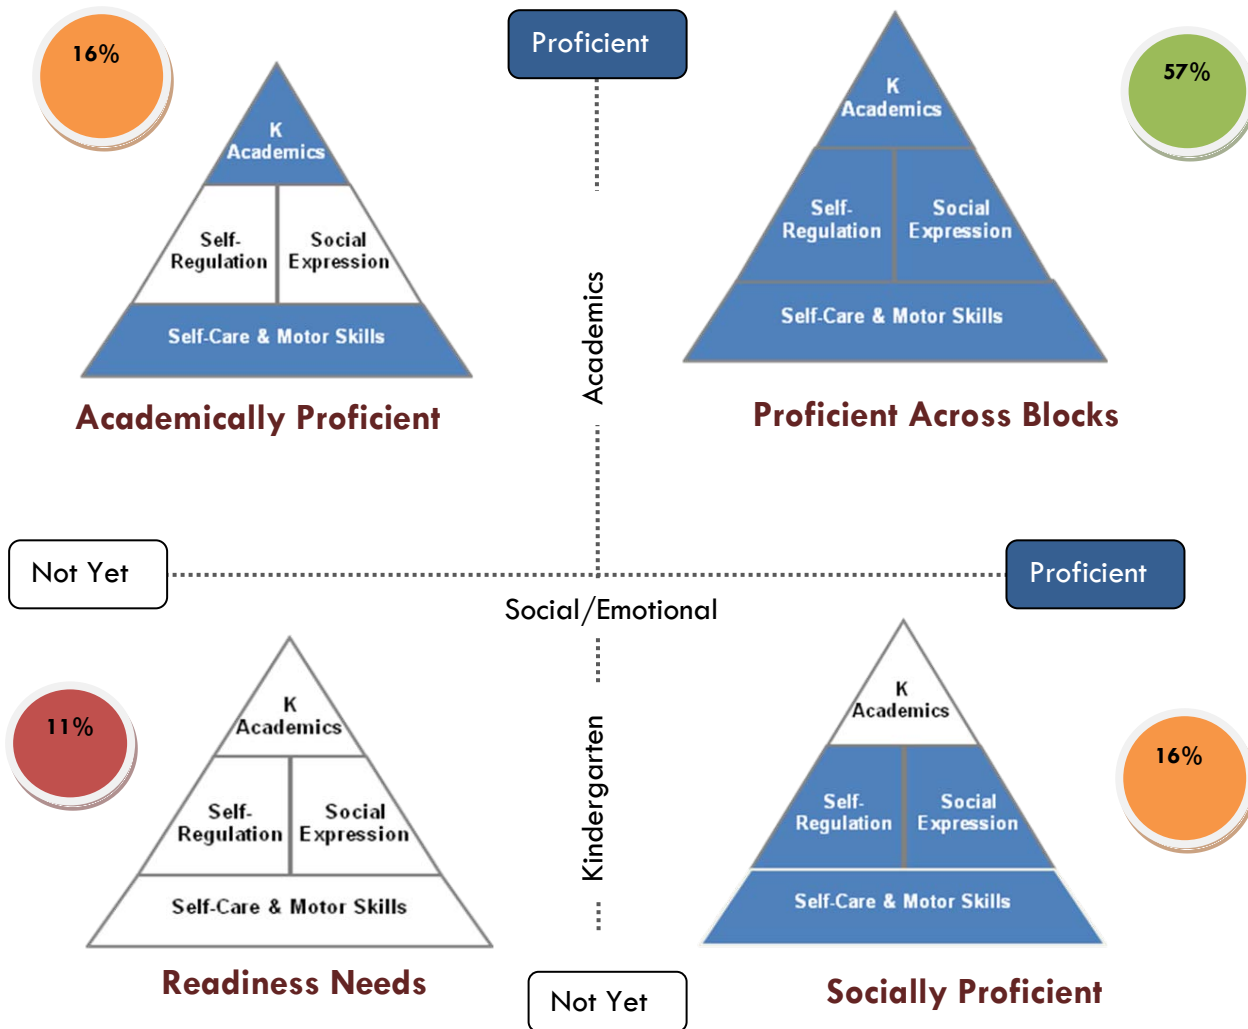 Proficient
16%
K
Academics
Self-
Regulation
Social
Expression
Self-Care & Motor Skills
Academically Proficient
57%
K
Academics
Self-
Regulation
Social
Expression
Self-Care & Motor Skills
Proficient Across Blocks
Academics
Not Yet
Proficient
Social/Emotional
11%
K
Academics
Self-
Regulation
Social
Expression
Self-Care & Motor Skills
Readiness Needs
Kindergarten
16%
K
Academics
Self-
Regulation
Social
Expression
Self-Care & Motor Skills
Socially Proficient
Not Yet